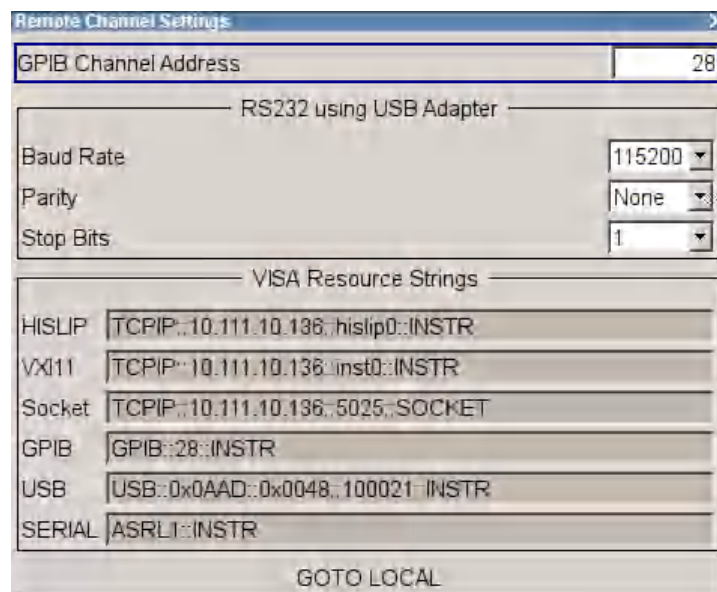 Remote Channel Settings X
GPIB Channel Address 28
RS232 using USB Adapter
Baud Rate 115200
Parity None
Stop Bits 1
VISA Resource Strings
HISLIP TCPIP::10.111.10.136::hislip0::INSTR
VXI11 TCPIP::10.111.10.136::inst0::INSTR
Socket TCPIP::10.111.10.136::5025::SOCKET
GPIB GPIB::28::INSTR
USB USB::0x0AAD::0x0048::100021::INSTR
SERIAL ASRL1::INSTR
GOTO LOCAL